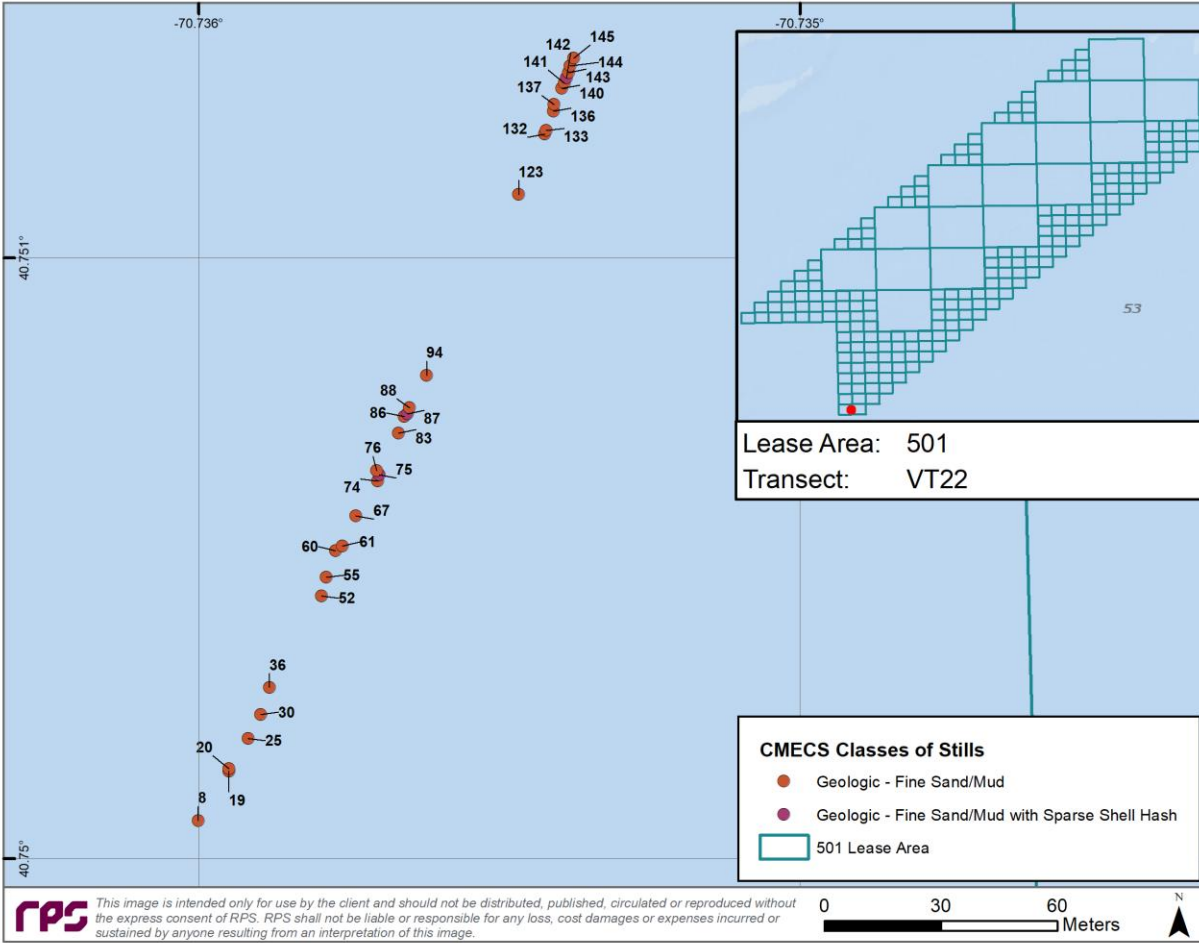 -70.736°
-70.735°
142
145
141
144
143
137
140
136
132
133
123
40.751°
53
94
88
86
87
83
76
75
74
67
60
61
55
52
36
30
20
25
19
8
40.75°
Lease Area: 501
Transect: VT22
CMECS Classes of Stills
Geologic - Fine Sand/Mud
Geologic - Fine Sand/Mud with Sparse Shell Hash
501 Lease Area
rps
This image is intended only for use by the client and should not be distributed, published, circulated or reproduced without
the express consent of RPS. RPS shall not be liable or responsible for any loss, cost damages or expenses incurred or
sustained by anyone resulting from an interpretation of this image.
0 30 60
Meters
N